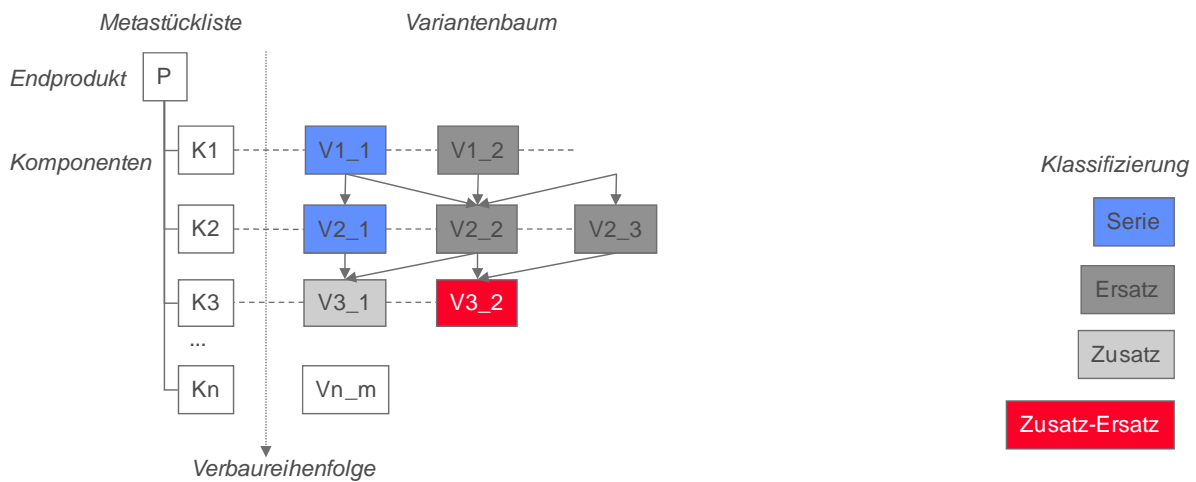 Metastückliste
Variantenbaum
Endprodukt
P
Komponenten
K1
V1_1
V1_2
Klassifizierung
K2
V2_1
V2_2
V2_3
Serie
K3
V3_1
V3_2
Ersatz
...
Zusatz
Kn
Vn_m
Zusatz-Ersatz
Verbaureihenfolge